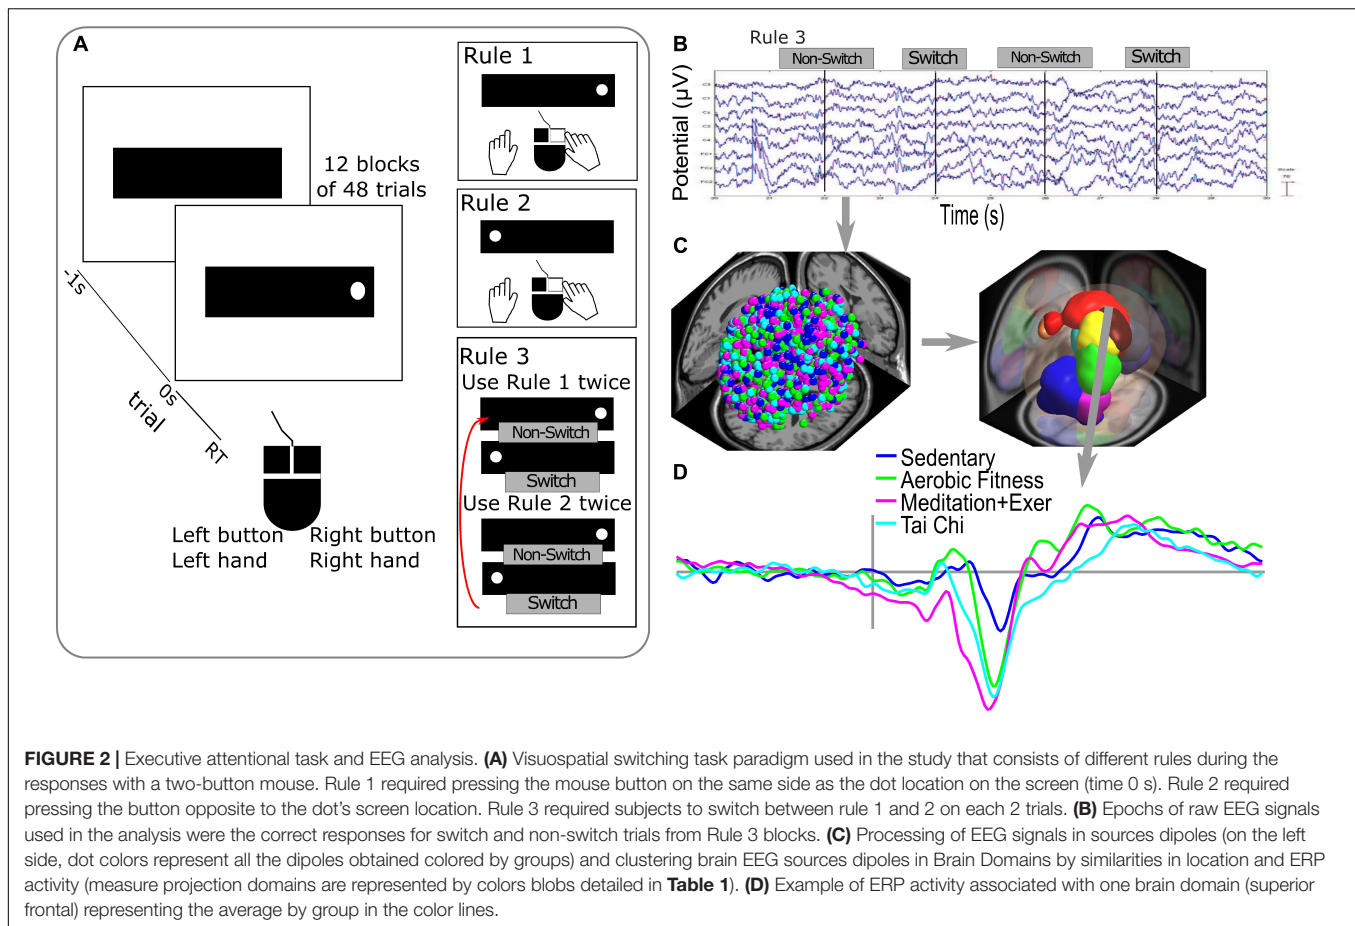 A
12 blocks
of 48 trials
-1s
0s
trial
RT
Left button
Left hand
Right button
Right hand
Rule 1
Rule 2
Rule 3
Use Rule 1 twice
Non-Switch
Switch
Use Rule 2 twice
Non-Switch
Switch
B
Rule 3
Non-Switch
Switch
Non-Switch
Switch
Potential (µV)
Time (s)
C
D
Sedentary
Aerobic Fitness
Meditation+Exer
Tai Chi
FIGURE 2 | Executive attentional task and EEG analysis. (A) Visuospatial switching task paradigm used in the study that consists of different rules during the
responses with a two-button mouse. Rule 1 required pressing the mouse button on the same side as the dot location on the screen (time 0 s). Rule 2 required
pressing the button opposite to the dot's screen location. Rule 3 required subjects to switch between rule 1 and 2 on each 2 trials. (B) Epochs of raw EEG signals
used in the analysis were the correct responses for switch and non-switch trials from Rule 3 blocks. (C) Processing of EEG signals in sources dipoles (on the left
side, dot colors represent all the dipoles obtained colored by groups) and clustering brain EEG sources dipoles in Brain Domains by similarities in location and ERP
activity (measure projection domains are represented by colors blobs detailed in Table 1). (D) Example of ERP activity associated with one brain domain (superior
frontal) representing the average by group in the color lines.